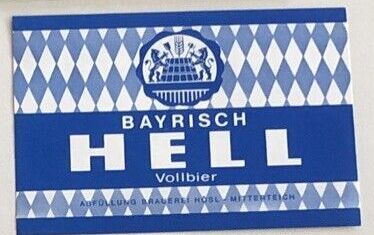 BAYRISCH
HELL
Vollbier
ABFÜLLUNG BRAUEREI HÖSL - MITTERTEICH